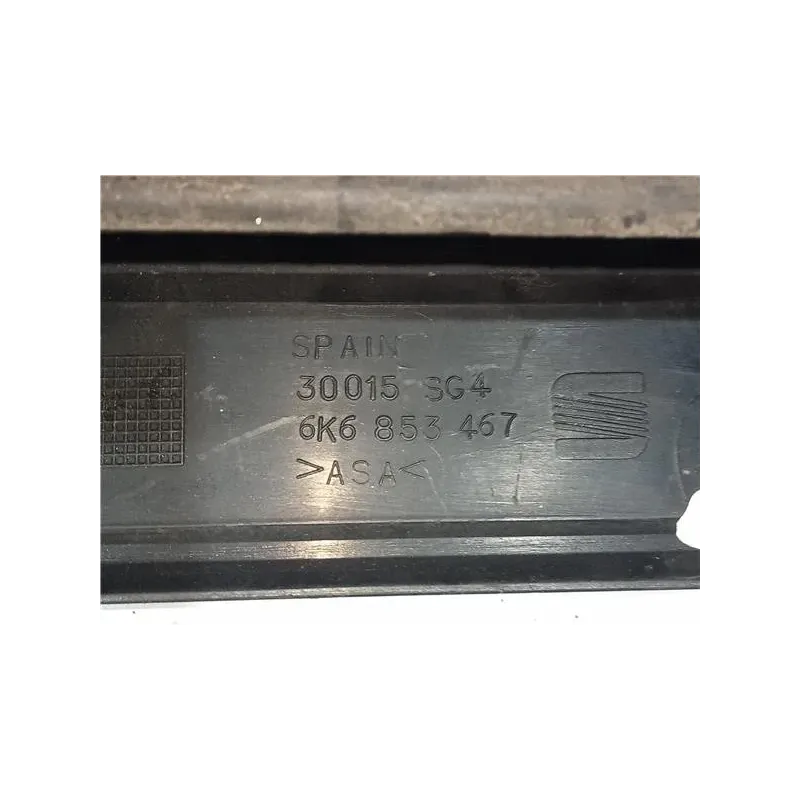 SPAIN
30015 SG4
6K6 853 467
>ASA<